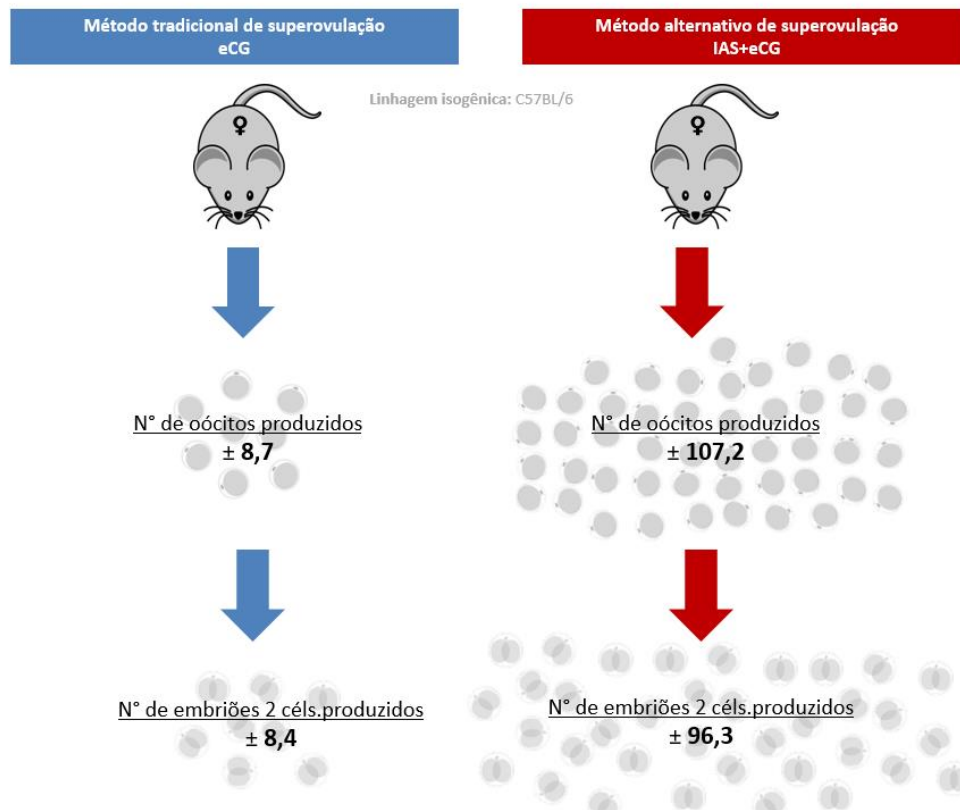 Método tradicional de superovulação
eCG
Método alternativo de superovulação
IAS+eCG
Linhagem isogênica: C57BL/6
N° de oócitos produzidos
± 8,7
N° de oócitos produzidos
± 107,2
N° de embriões 2 céls.produzidos
± 8,4
N° de embriões 2 céls.produzidos
± 96,3